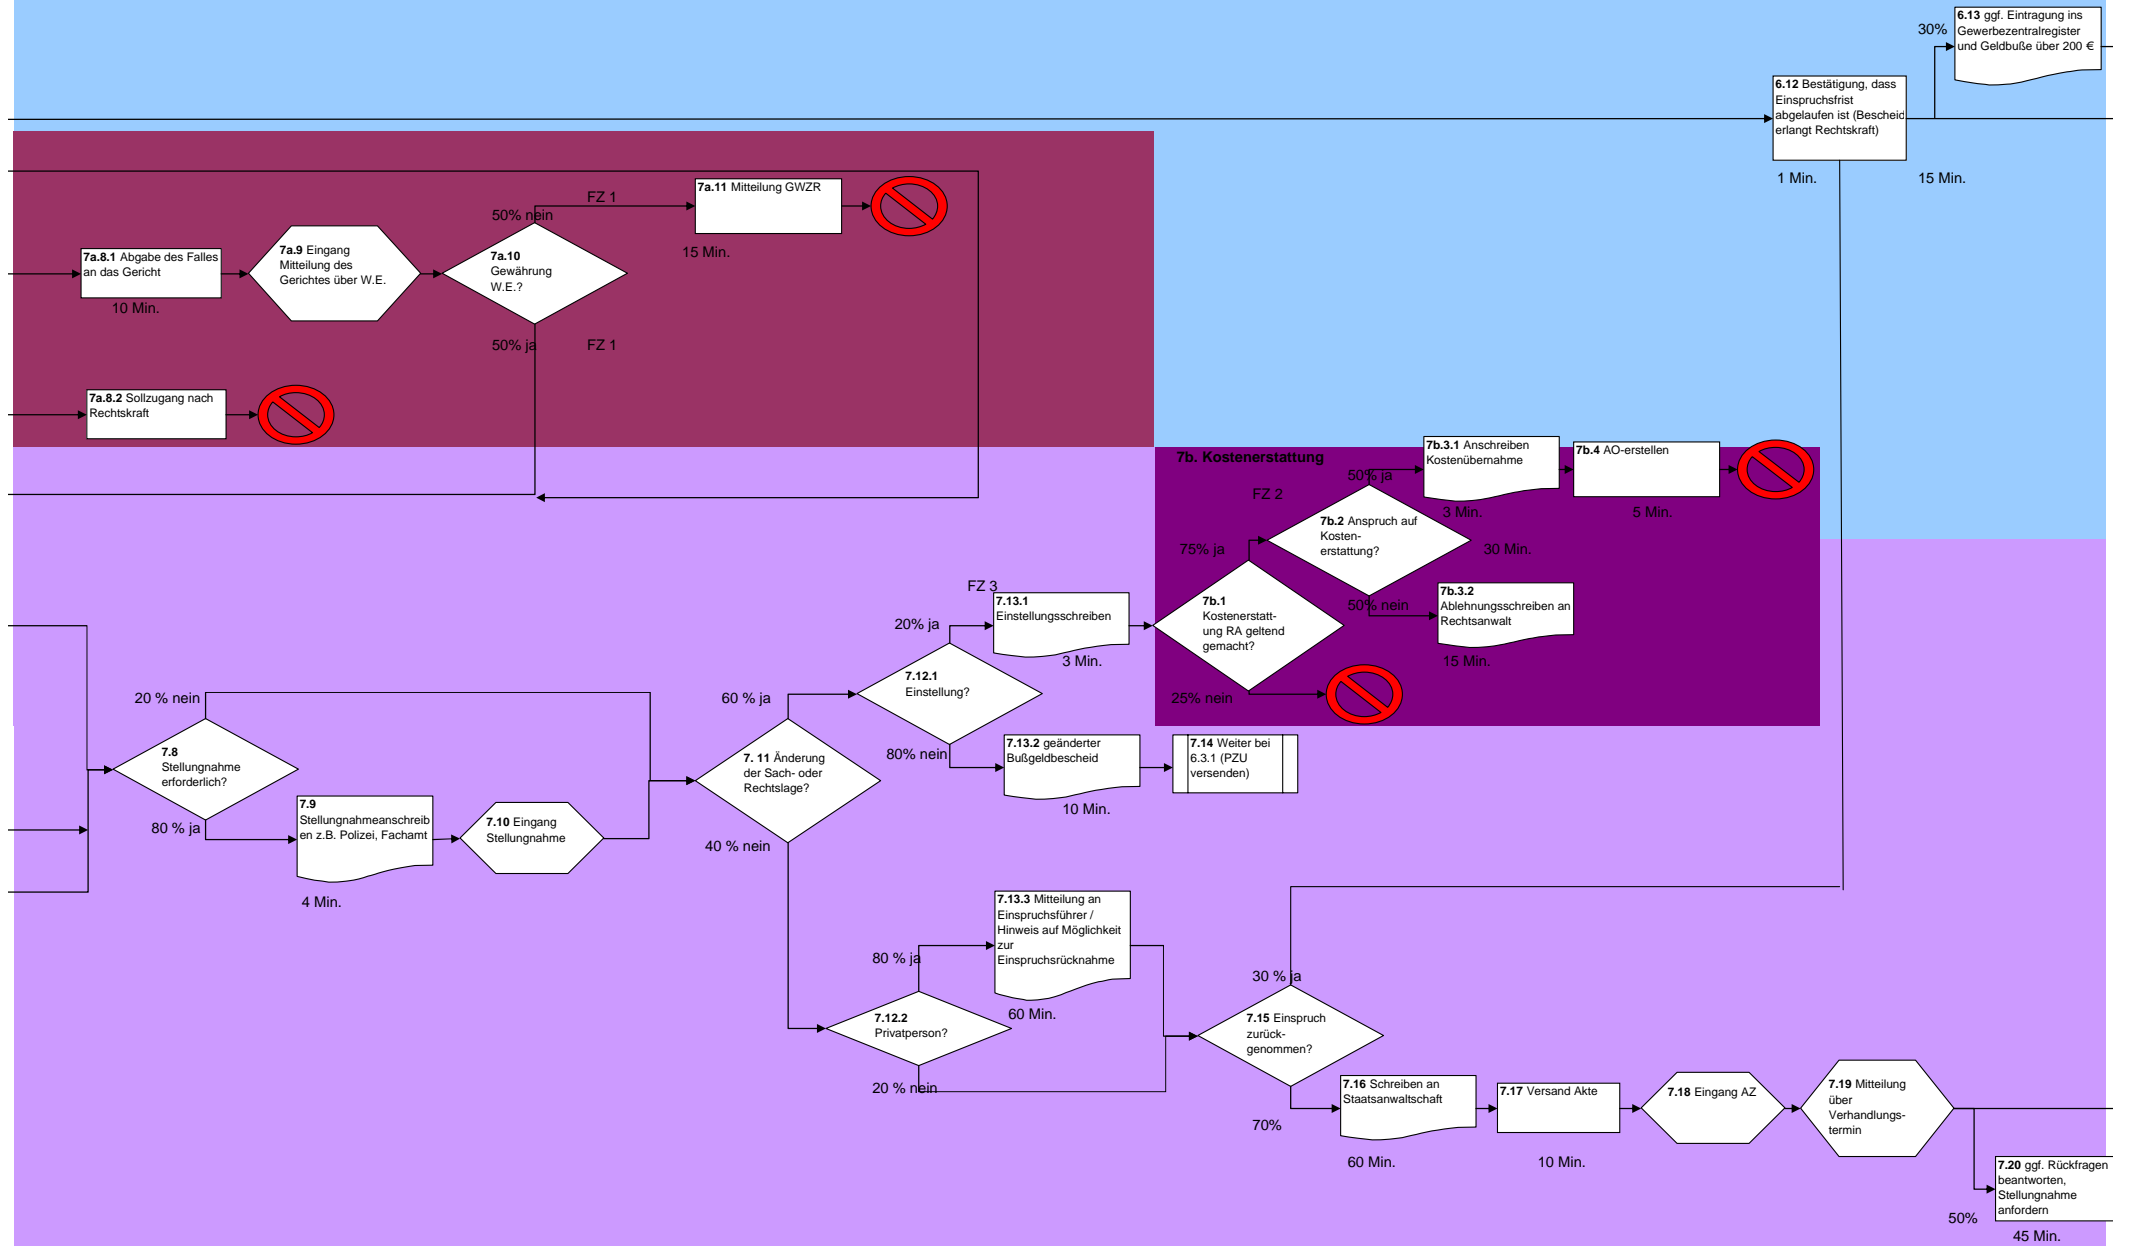 6.13 ggf. Eintragung ins
Gewerbezentralregister
und Geldbuße über 200 €
30%
6.12 Bestätigung, dass
Einspruchsfrist
abgelaufen ist (Bescheid
erlangt Rechtskraft)
1 Min.
15 Min.
7a.11 Mitteilung GWZR
FZ 1
50% nein
15 Min.
7a.8.1 Abgabe des Falles
an das Gericht
10 Min.
7a.9 Eingang
Mitteilung des
Gerichtes über W.E.
7a.10
Gewährung
W.E.?
50% ja
FZ 1
7a.8.2 Sollzugang nach
Rechtskraft
7b. Kostenerstattung
7b.3.1 Anschreiben
Kostenübernahme
3 Min.
7b.4 AO-erstellen
5 Min.
50% ja
FZ 2
7b.2 Anspruch auf
Kosten-
erstattung?
30 Min.
75% ja
50% nein
7b.3.2
Ablehnungsschreiben an
Rechtsanwalt
15 Min.
7b.1
Kostenerstatt-
ung RA geltend
gemacht?
25% nein
FZ 3
7.13.1
Einstellungsschreiben
3 Min.
20% ja
7.12.1
Einstellung?
80% nein
7.13.2 geänderter
Bußgeldbescheid
10 Min.
7.14 Weiter bei
6.3.1 (PZU
versenden)
20 % nein
7.8
Stellungnahme
erforderlich?
80 % ja
7.9
Stellungnahmeanschreib
en z.B. Polizei, Fachamt
4 Min.
7.10 Eingang
Stellungnahme
60 % ja
7. 11 Änderung
der Sach- oder
Rechtslage?
40 % nein
7.13.3 Mitteilung an
Einspruchsführer /
Hinweis auf Möglichkeit
zur
Einspruchsrücknahme
60 Min.
80 % ja
7.12.2
Privatperson?
20 % nein
30 % ja
7.15 Einspruch
zurück-
genommen?
70%
7.16 Schreiben an
Staatsanwaltschaft
60 Min.
7.17 Versand Akte
10 Min.
7.18 Eingang AZ
7.19 Mitteilung
über
Verhandlungs-
termin
7.20 ggf. Rückfragen
beantworten,
Stellungnahme
anfordern
50%
45 Min.